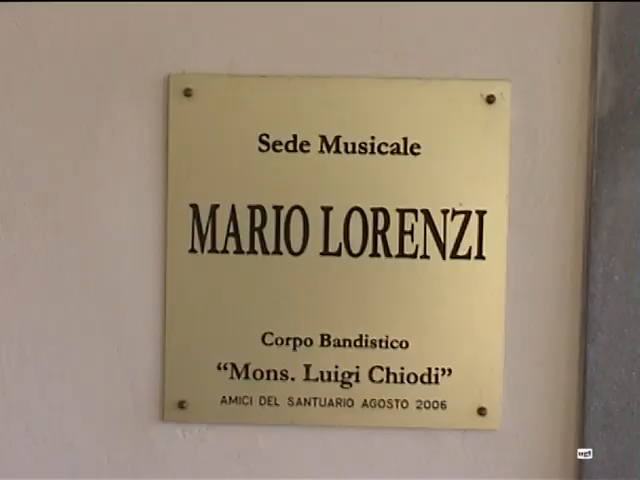 Sede Musicale
MARIO LORENZI
Corpo Bandistico
“Mons. Luigi Chiodi”
AMICI DEL SANTUARIO AGOSTO 2006